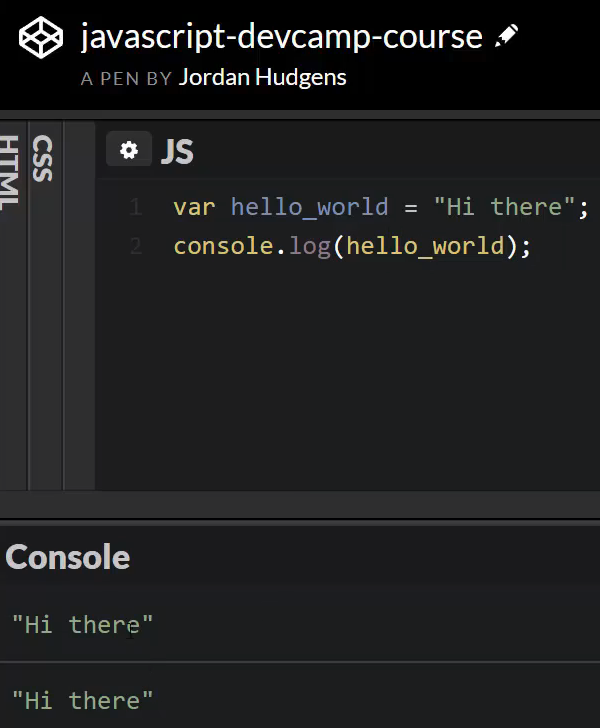 javascript-devcamp-course
A PEN BY Jordan Hudgens
HTML
CSS
JS
1 var hello_world = "Hi there";
2 console.log(hello_world);
Console
"Hi there"
"Hi there"